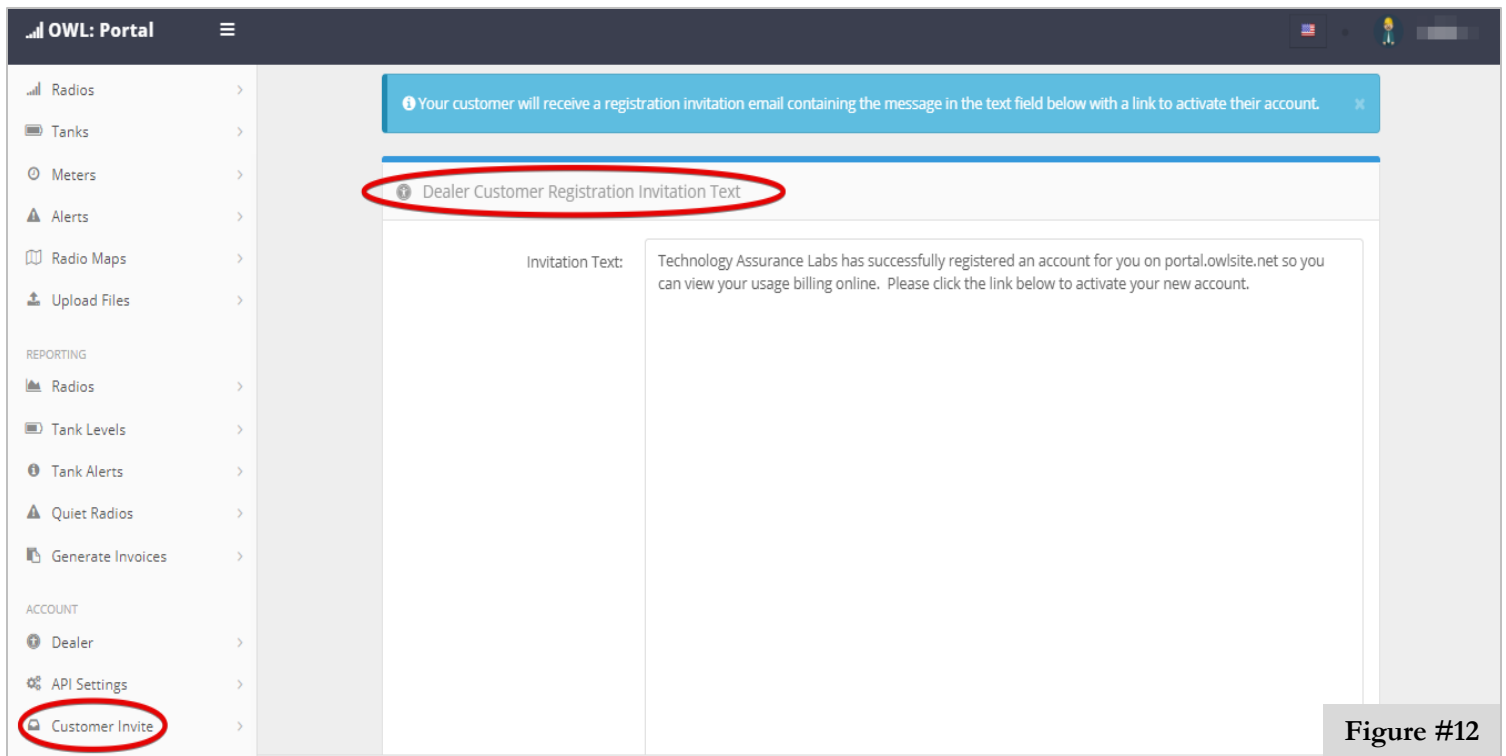 OWL: Portal
Radios
Tanks
Meters
Alerts
Radio Maps
Upload Files
REPORTING
Radios
Tank Levels
Tank Alerts
Quiet Radios
Generate Invoices
ACCOUNT
Dealer
API Settings
Customer Invite
Your customer will receive a registration invitation email containing the message in the text field below with a link to activate their account. ×
Dealer Customer Registration Invitation Text
Invitation Text:
Technology Assurance Labs has successfully registered an account for you on portal.owlsite.net so you
can view your usage billing online.  Please click the link below to activate your new account.
Figure #12